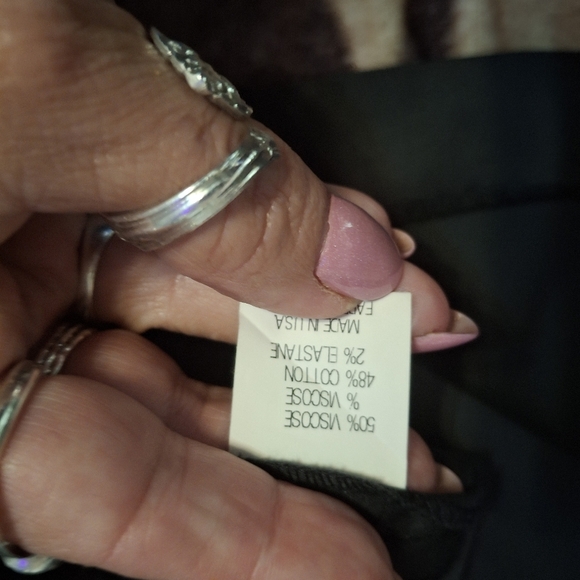 50% VISCOSE
% VISCOSE
48% COTTON
2% ELASTANE
MADE IN USA